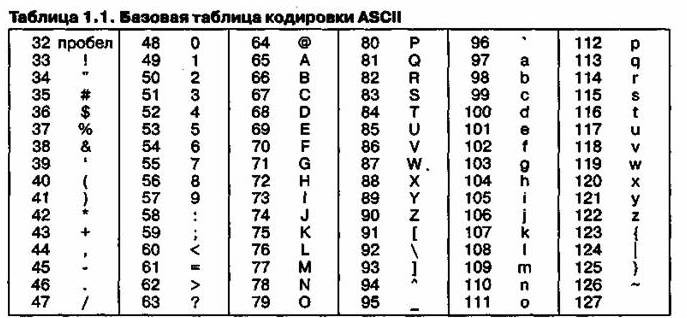 Таблица 1.1. Базовая таблица кодировки ASCII
32 пробел 48 0 64 @ 80 P 96 ` 112 p
33 ! 49 1 65 A 81 Q 97 a 113 q
34 " 50 2 66 B 82 R 98 b 114 r
35 # 51 3 67 C 83 S 99 c 115 s
36 $ 52 4 68 D 84 T 100 d 116 t
37 % 53 5 69 E 85 U 101 e 117 u
38 & 54 6 70 F 86 V 102 f 118 v
39 ' 55 7 71 G 87 W. 103 g 119 w
40 ( 56 8 72 H 88 X 104 h 120 x
41 ) 57 9 73 I 89 Y 105 i 121 y
42 * 58 : 74 J 90 Z 106 j 122 z
43 + 59 ; 75 K 91 [ 107 k 123 {
44 , 60 < 76 L 92 \ 108 l 124 |
45 - 61 = 77 M 93 ] 109 m 125 }
46 . 62 > 78 N 94 ^ 110 n 126 ~
47 / 63 ? 79 O 95 _ 111 o 127